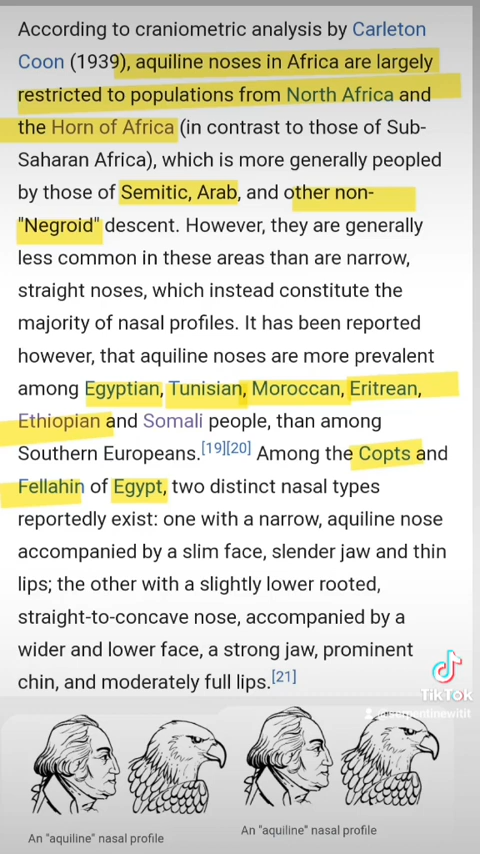 According to craniometric analysis by Carleton
Coon (1939), aquiline noses in Africa are largely
restricted to populations from North Africa and
the Horn of Africa (in contrast to those of Sub-
Saharan Africa), which is more generally peopled
by those of Semitic, Arab, and other non-
"Negroid" descent. However, they are generally
less common in these areas than are narrow,
straight noses, which instead constitute the
majority of nasal profiles. It has been reported
however, that aquiline noses are more prevalent
among Egyptian, Tunisian, Moroccan, Eritrean,
Ethiopian and Somali people, than among
Southern Europeans.[19][20] Among the Copts and
Fellahin of Egypt, two distinct nasal types
reportedly exist: one with a narrow, aquiline nose
accompanied by a slim face, slender jaw and thin
lips; the other with a slightly lower rooted,
straight-to-concave nose, accompanied by a
wider and lower face, a strong jaw, prominent
chin, and moderately full lips.[21]
TikTok
An "aquiline" nasal profile
An "aquiline" nasal profile